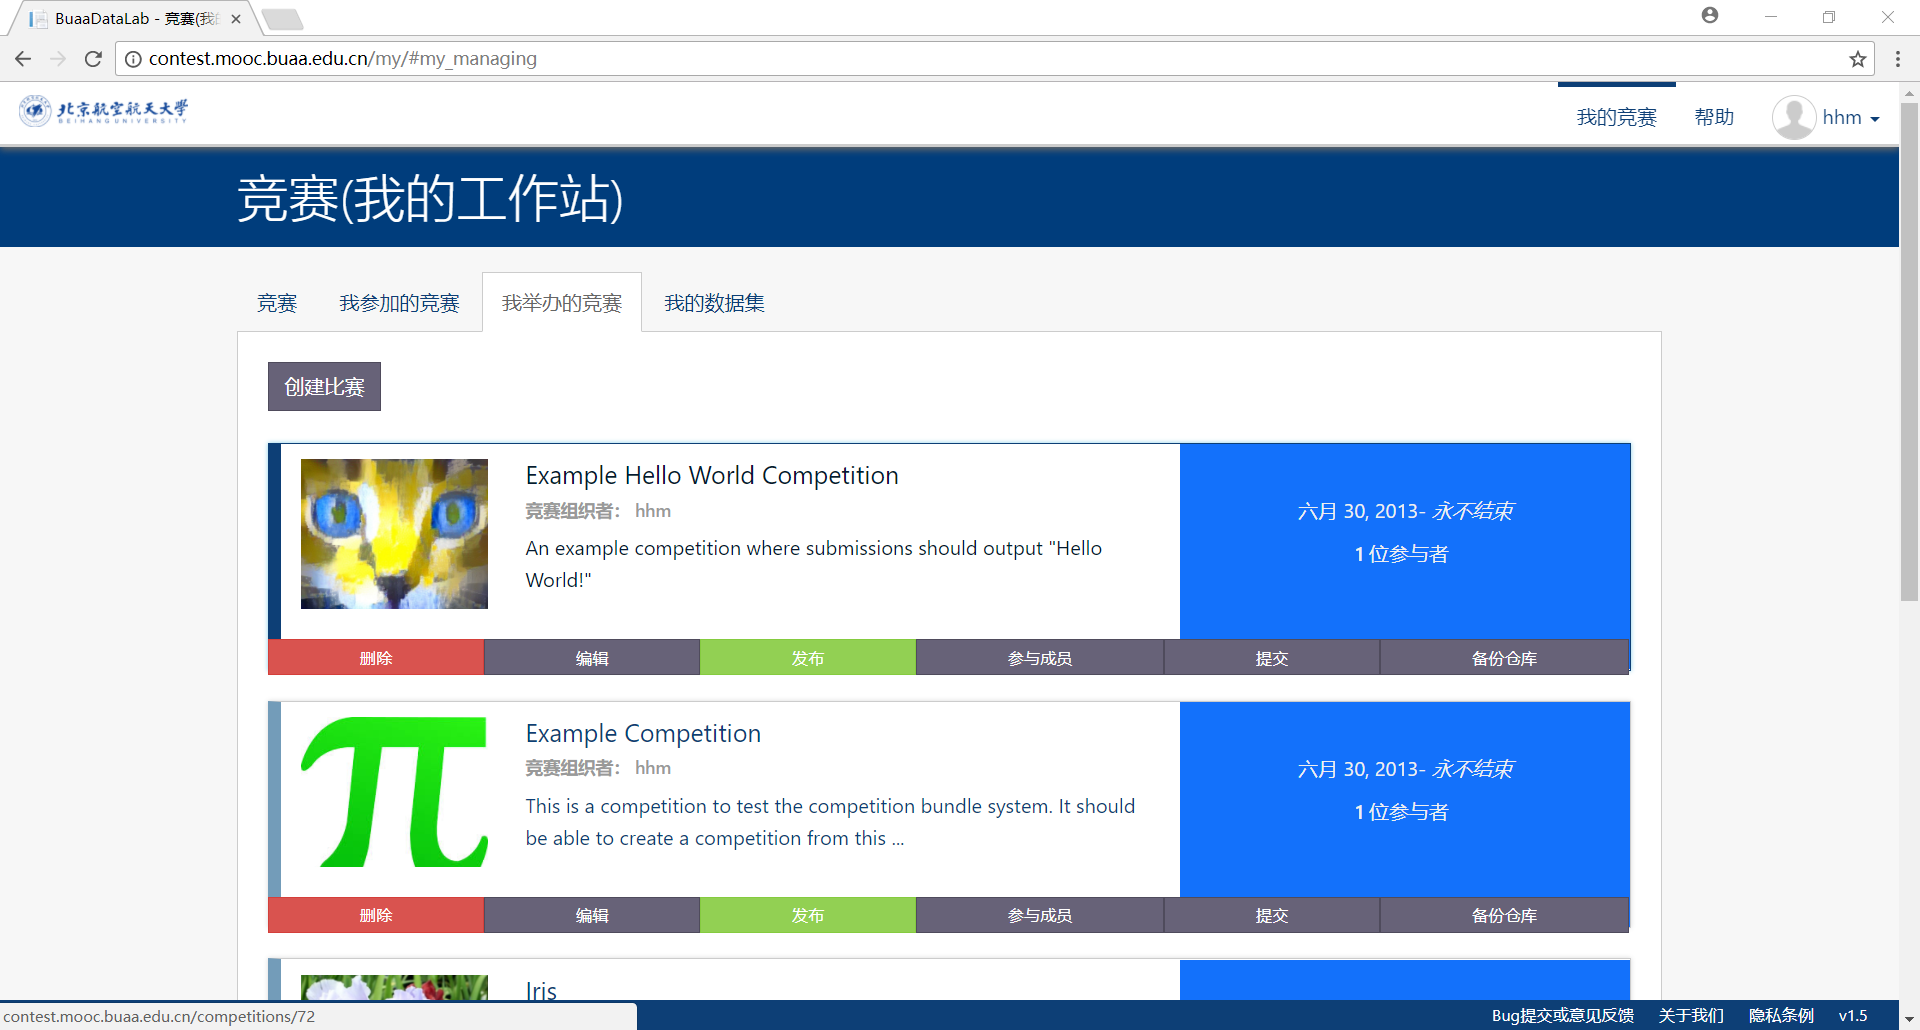 BuaaDataLab - 竞赛(我
contest.mooc.buaa.edu.cn/my/#my_managing
北京航空航天大学
BEIHANG UNIVERSITY
我的竞赛
帮助
hhm
竞赛(我的工作站)
竞赛
我参加的竞赛
我举办的竞赛
我的数据集
创建比赛
Example Hello World Competition
竞赛组织者： hhm
An example competition where submissions should output "Hello
World!"
六月 30, 2013- 永不结束
1 位参与者
删除
编辑
发布
参与成员
提交
备份仓库
Example Competition
竞赛组织者： hhm
This is a competition to test the competition bundle system. It should
be able to create a competition from this ...
六月 30, 2013- 永不结束
1 位参与者
删除
编辑
发布
参与成员
提交
备份仓库
Iris
contest.mooc.buaa.edu.cn/competitions/72
Bug提交或意见反馈
关于我们
隐私条例
v1.5